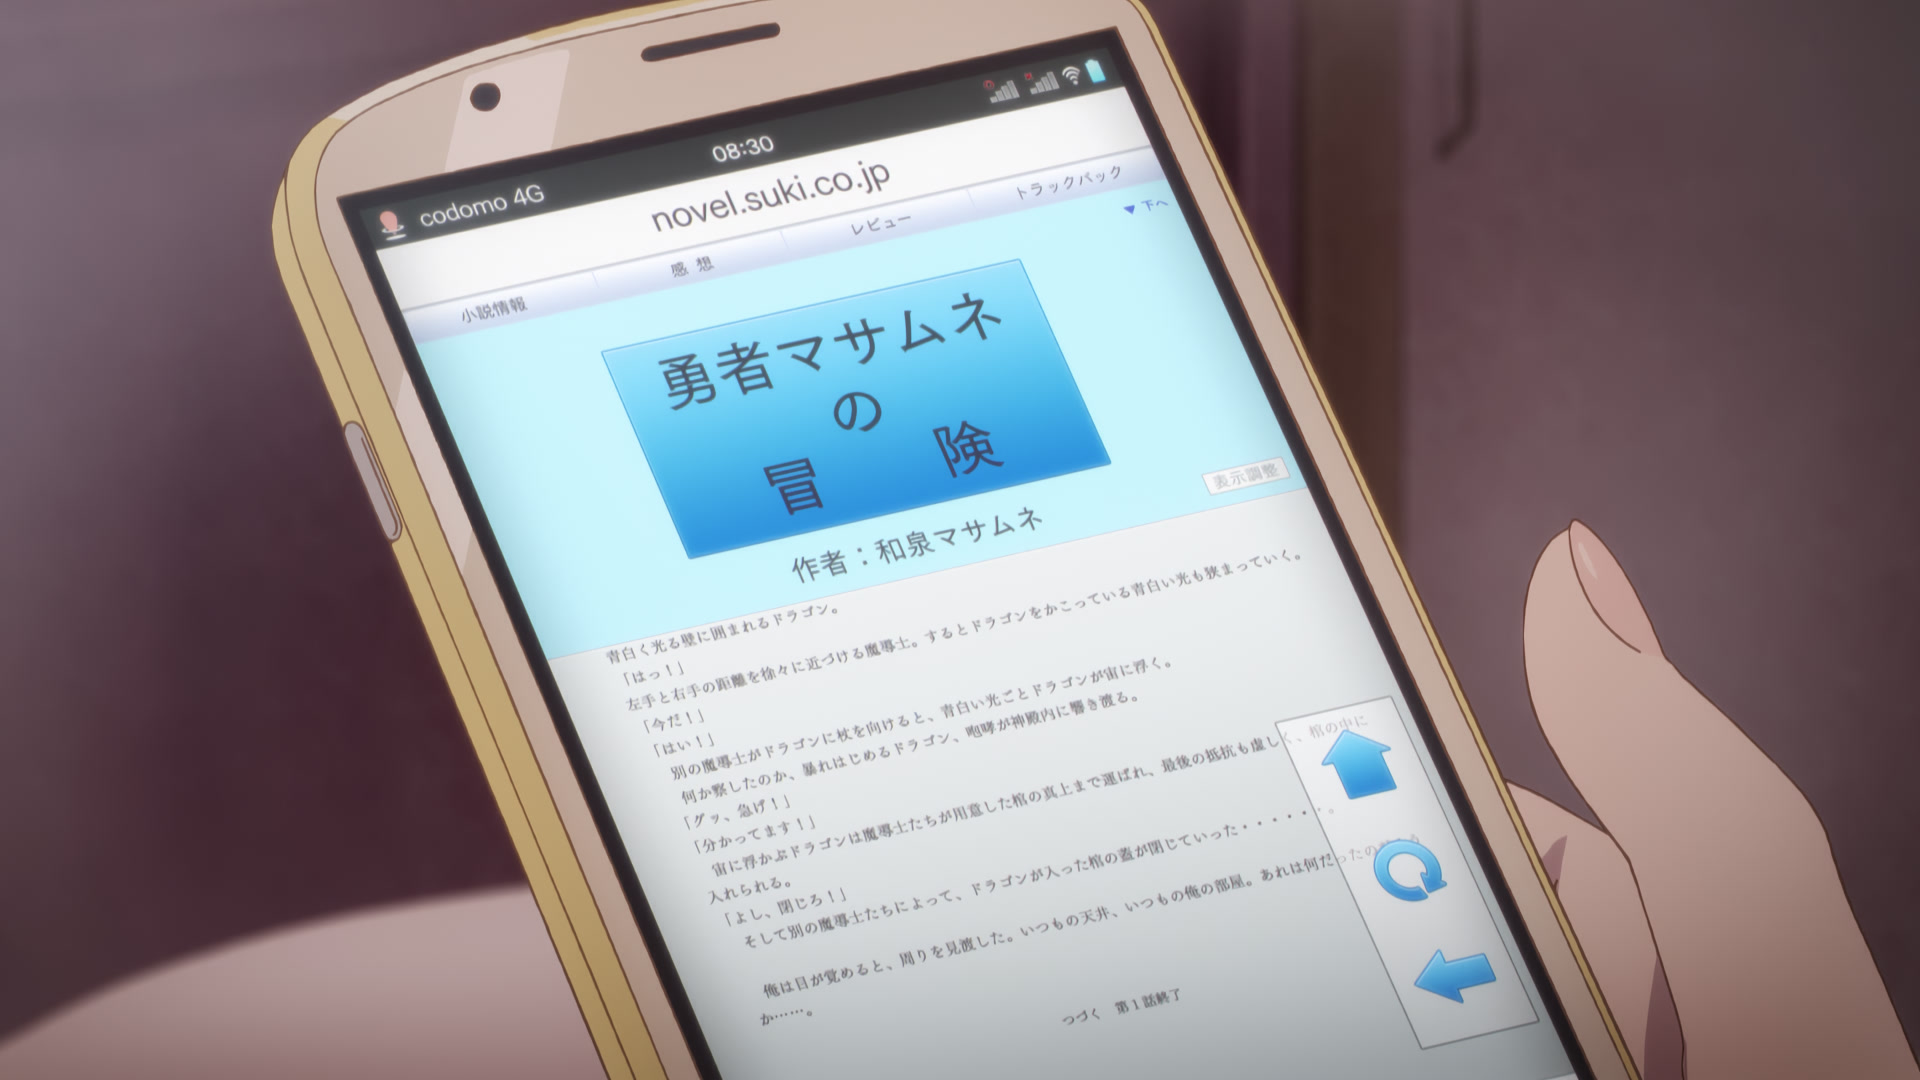 codomo 4G
08:30
novel.suki.co.jp
小説情報
感 想
レビュー
トラックバック
▼ 下へ
勇者マサムネ
の
冒 険
表示調整
作者：和泉マサムネ
青白く光る壁に囲まれるドラゴン。
「はっ！」
左手と右手の距離を徐々に近づける魔導士。するとドラゴンをかこっている青白い光も狭まっていく。
「今だ！」
「はい！」
別の魔導士がドラゴンに杖を向けると、青白い光ごとドラゴンが宙に浮く。
何か察したのか、暴れはじめるドラゴン、咆哮が神殿内に響き渡る。
「グッ、急げ！」
「分かってます！」
宙に浮かぶドラゴンは魔導士たちが用意した棺の真上まで運ばれ、最後の抵抗も虚しく、棺の中に
入れられる。
「よし、閉じろ！」
そして別の魔導士たちによって、ドラゴンが入った棺の蓋が閉じていった・・・・・・。
俺は目が覚めると、周りを見渡した。いつもの天井、いつもの俺の部屋。あれは何だったの
か……。
つづく 第１話終了